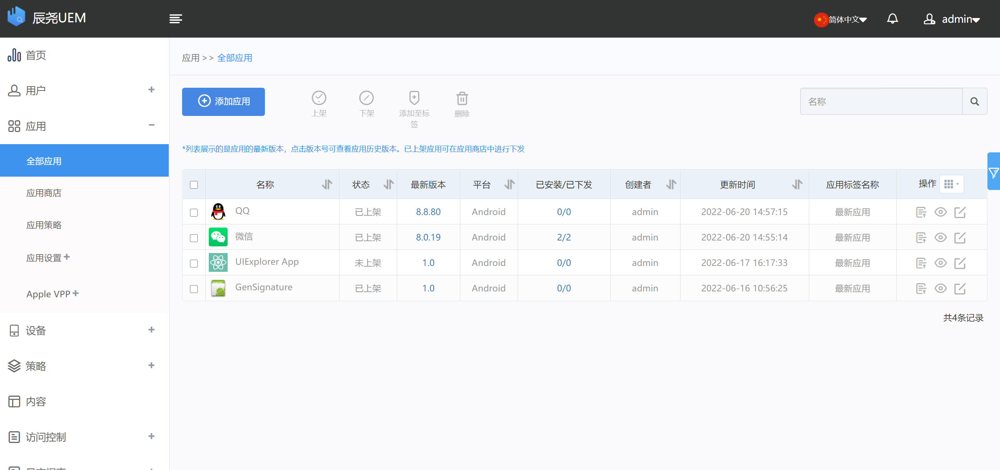 辰尧UEM
简体中文
admin
首页
用户
应用
全部应用
应用商店
应用策略
应用设置
Apple VPP
设备
策略
内容
访问控制
应用 >> 全部应用
添加应用
上架
下架
添加至标
签
删除
名称
*列表展示的是应用的最新版本，点击版本号可查看应用历史版本。已上架应用可在应用商店中进行下发
名称 状态 最新版本 平台 已安装/已下发 创建者 更新时间 应用标签名称 操作
QQ 已上架 8.8.80 Android 0/0 admin 2022-06-20 14:57:15 最新应用
微信 已上架 8.0.19 Android 2/2 admin 2022-06-20 14:55:14 最新应用
UIExplorer App 未上架 1.0 Android 0/0 admin 2022-06-17 16:17:33 最新应用
GenSignature 已上架 1.0 Android 0/0 admin 2022-06-16 10:56:25 最新应用
共4条记录